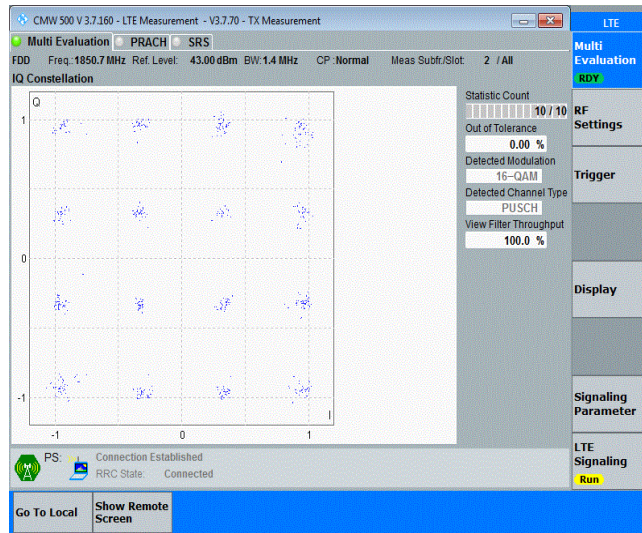 CMW 500 V 3.7.160 - LTE Measurement - V3.7.70 - TX Measurement
LTE
Multi Evaluation PRACH SRS
FDD Freq.:1850.7 MHz Ref. Level: 43.00 dBm BW:1.4 MHz CP :Normal Meas Subfr./Slot: 2 / All
IQ Constellation
Q
1
0
-1
I
-1 0 1
Statistic Count
10 / 10
Out of Tolerance
0.00 %
Detected Modulation
16-QAM
Detected Channel Type
PUSCH
View Filter Throughput
100.0 %
Multi
Evaluation
RDY
RF
Settings
Trigger
Display
Signaling
Parameter
LTE
Signaling
Run
PS: Connection Established
RRC State: Connected
Go To Local
Show Remote
Screen